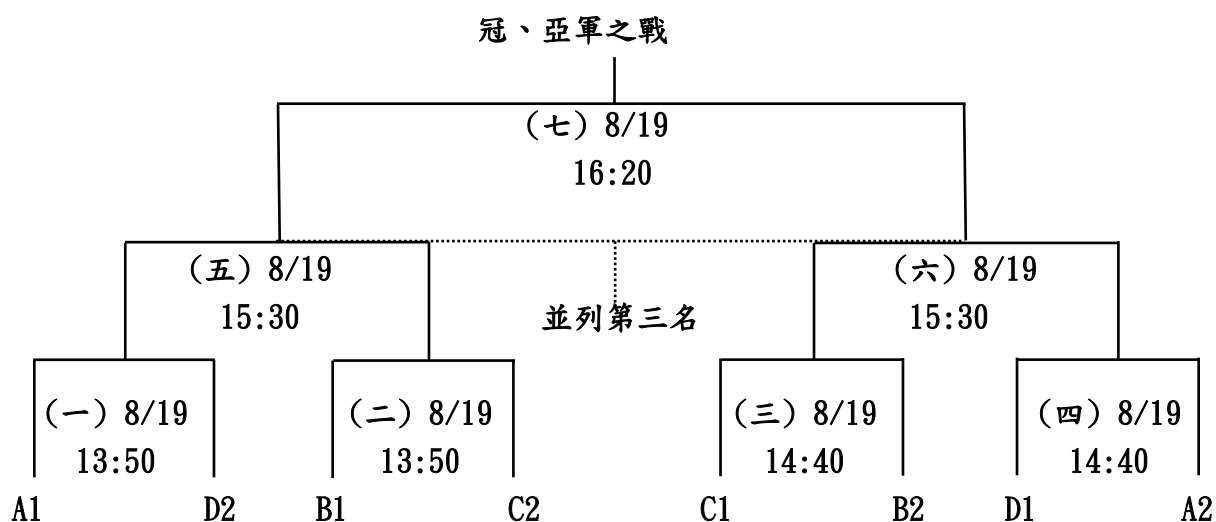 冠、亞軍之戰
（七）8/19
16:20
（五）8/19
15:30
並列第三名
（六）8/19
15:30
（一）8/19
13:50
（二）8/19
13:50
（三）8/19
14:40
（四）8/19
14:40
A1 D2 B1 C2 C1 B2 D1 A2